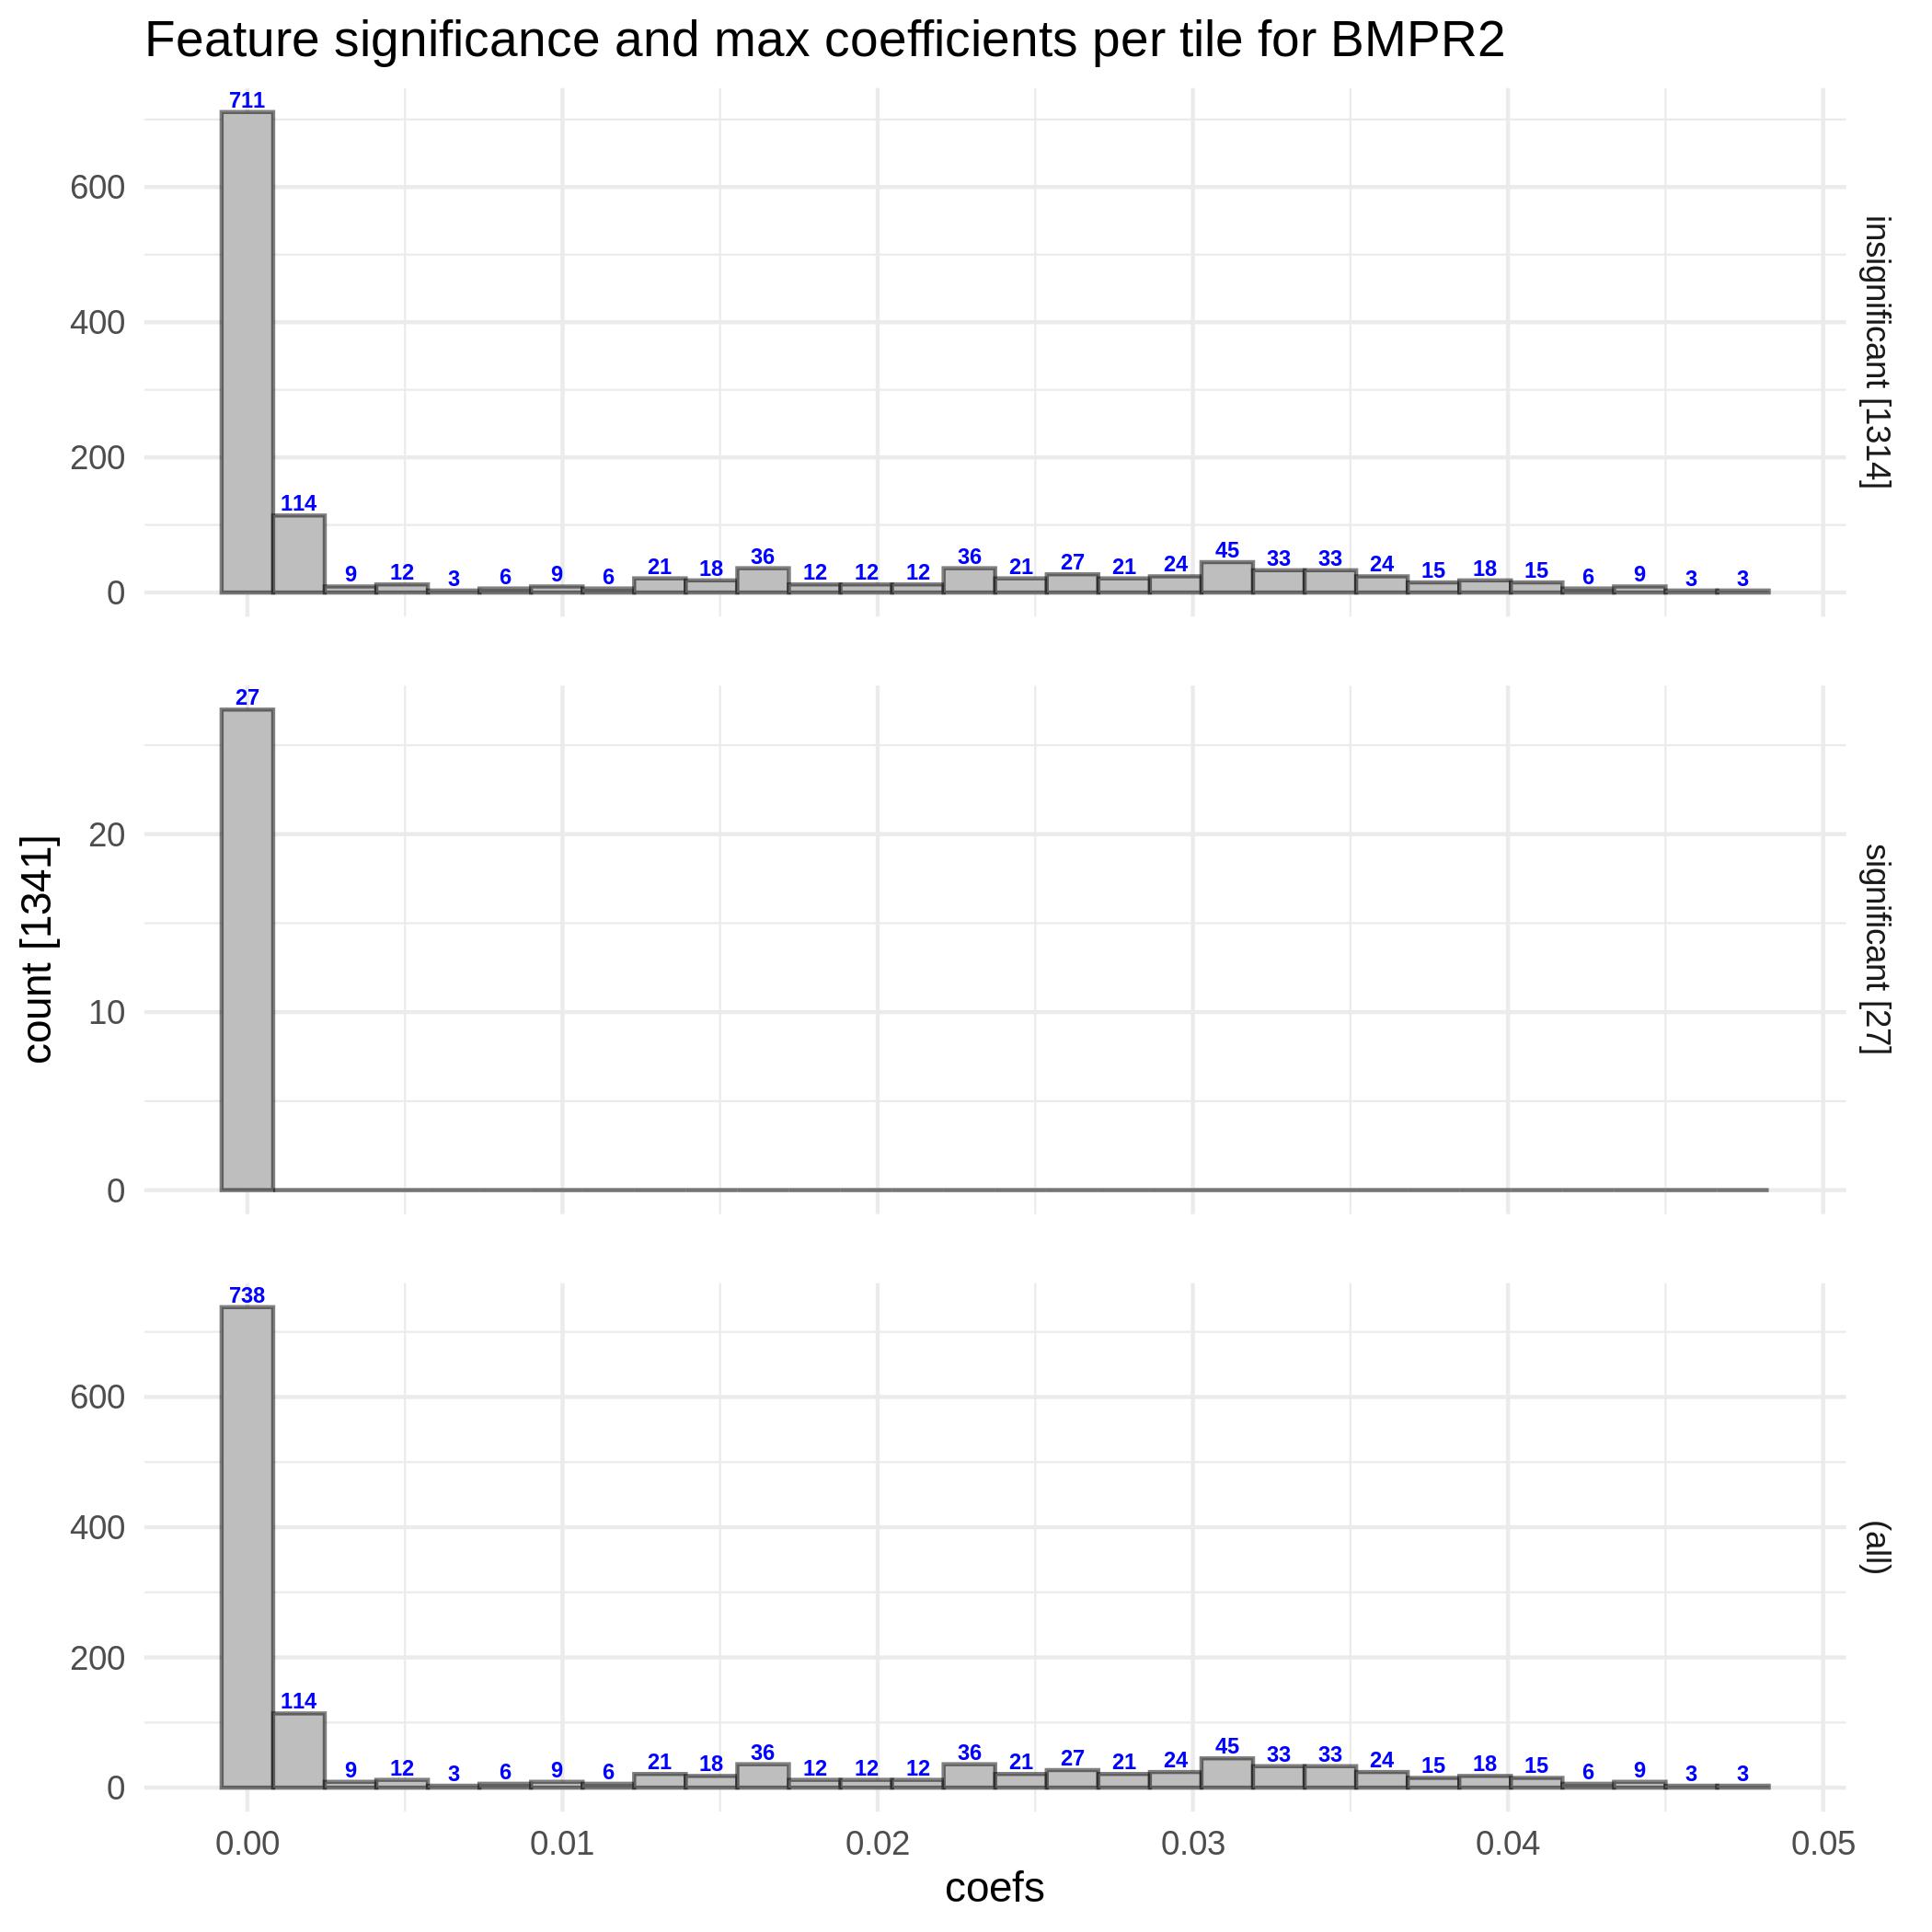 Feature significance and max coefficients per tile for BMPR2
711
600
400
200
0
114
9 12 3 6 9 6 21 18 36 12 12 12 36 21 27 21 24 45 33 33 24 15 18 15 6 9 3 3
insignificant [1314]
27
20
10
0
significant [27]
count [1341]
738
600
400
200
0
114
9 12 3 6 9 6 21 18 36 12 12 12 36 21 27 21 24 45 33 33 24 15 18 15 6 9 3 3
(all)
0.00 0.01 0.02 0.03 0.04 0.05
coefs